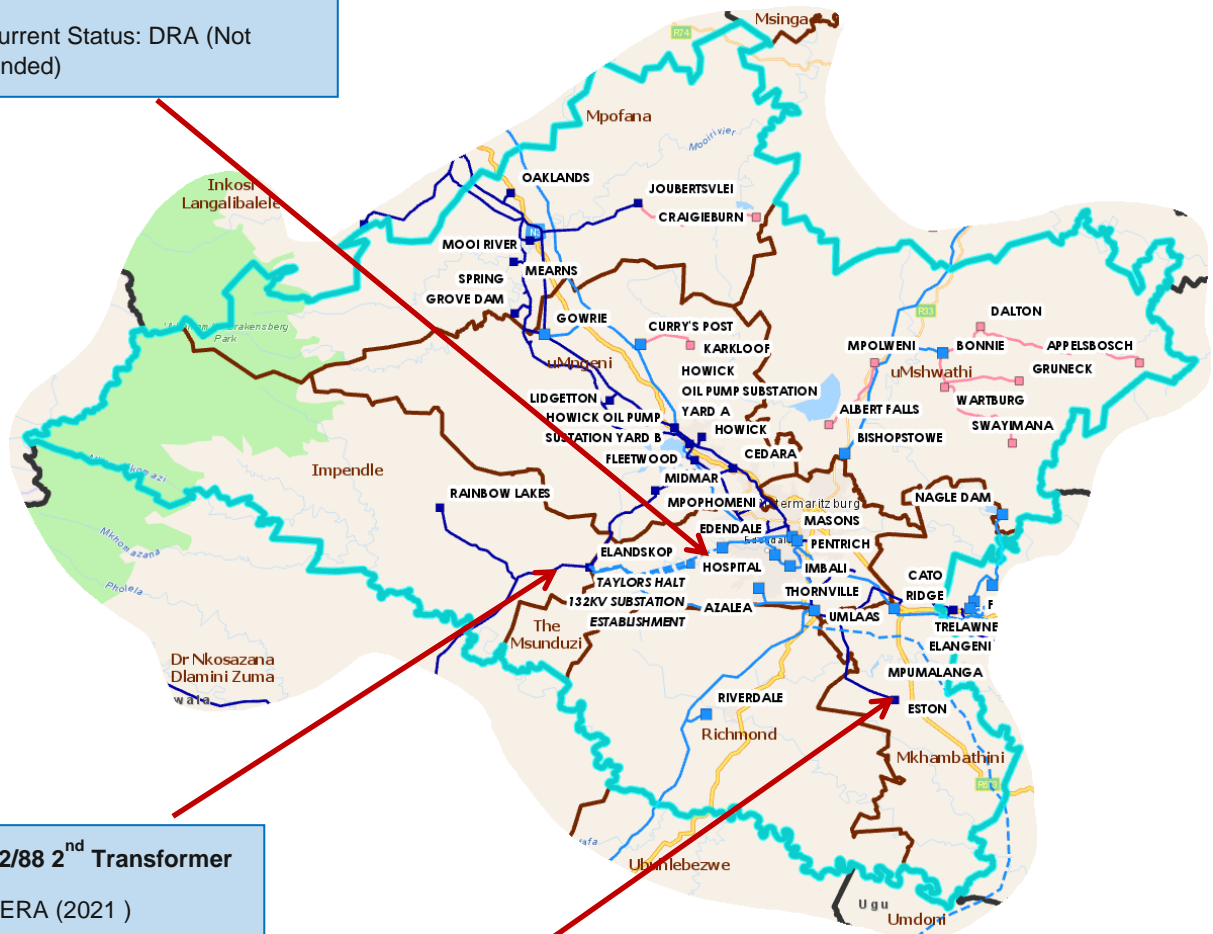 urrent Status: DRA (Not
nded)
Msinga
R74
Mpofana
Mooirivier
OAKLANDS
JOUBERTSVLEI
Inkosi
Langalibalele
CRAIGIEBURN
N3
MOOI RIVER
MEARNS
SPRING
GROVE DAM
GOWRIE
R33
DALTON
CURRY'S POST
KARKLOOF
MPOLWENI
BONNIE
APPELSBOSCH
uMngeni
uMshwathi
GRUNECK
HOWICK
OIL PUMP SUBSTATION
YARD A
WARTBURG
LIDGETTON
ALBERT FALLS
SWAYIMANA
HOWICK OIL PUMP
SUSTATION YARD B
HOWICK
BISHOPSTOWE
FLEETWOOD
CEDARA
Impendle
MIDMAR
RAINBOW LAKES
MPOPHOMENI
termaritzburg
NAGLE DAM
EDENDALE
MASONS
PENTRICH
ELANDSKOP
HOSPITAL
IMBALI
Mkhomazana
TAYLORS HALT
132KV SUBSTATION
ESTABLISHMENT
THORNVILLE
CATO
RIDGE
AZALEA
UMLAAS
F
TRELAWNE
The
Msunduzi
ELANGENI
Dr Nkosazana
Dlamini Zuma
MPUMALANGA
RIVERDALE
ESTON
Richmond
Mkhambathini
2/88 2nd Transformer
ERA (2021 )
Ubuhlebezwe
Ugu
Umdoni